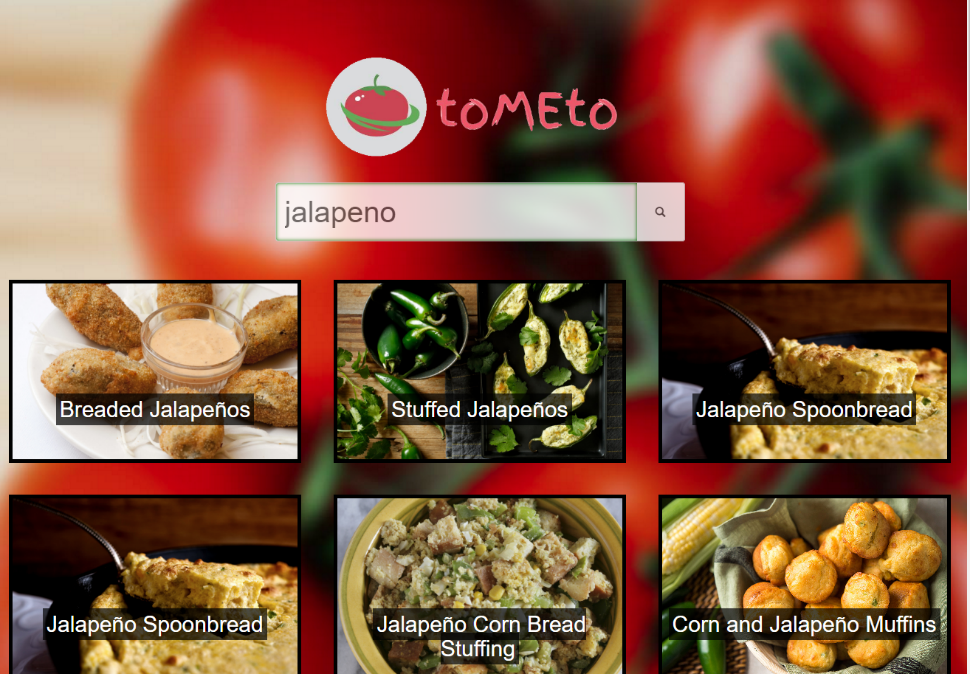 toMEto
jalapeno
Breaded Jalapeños
Stuffed Jalapeños
Jalapeño Spoonbread
Jalapeño Spoonbread
Jalapeño Corn Bread
Stuffing
Corn and Jalapeño Muffins